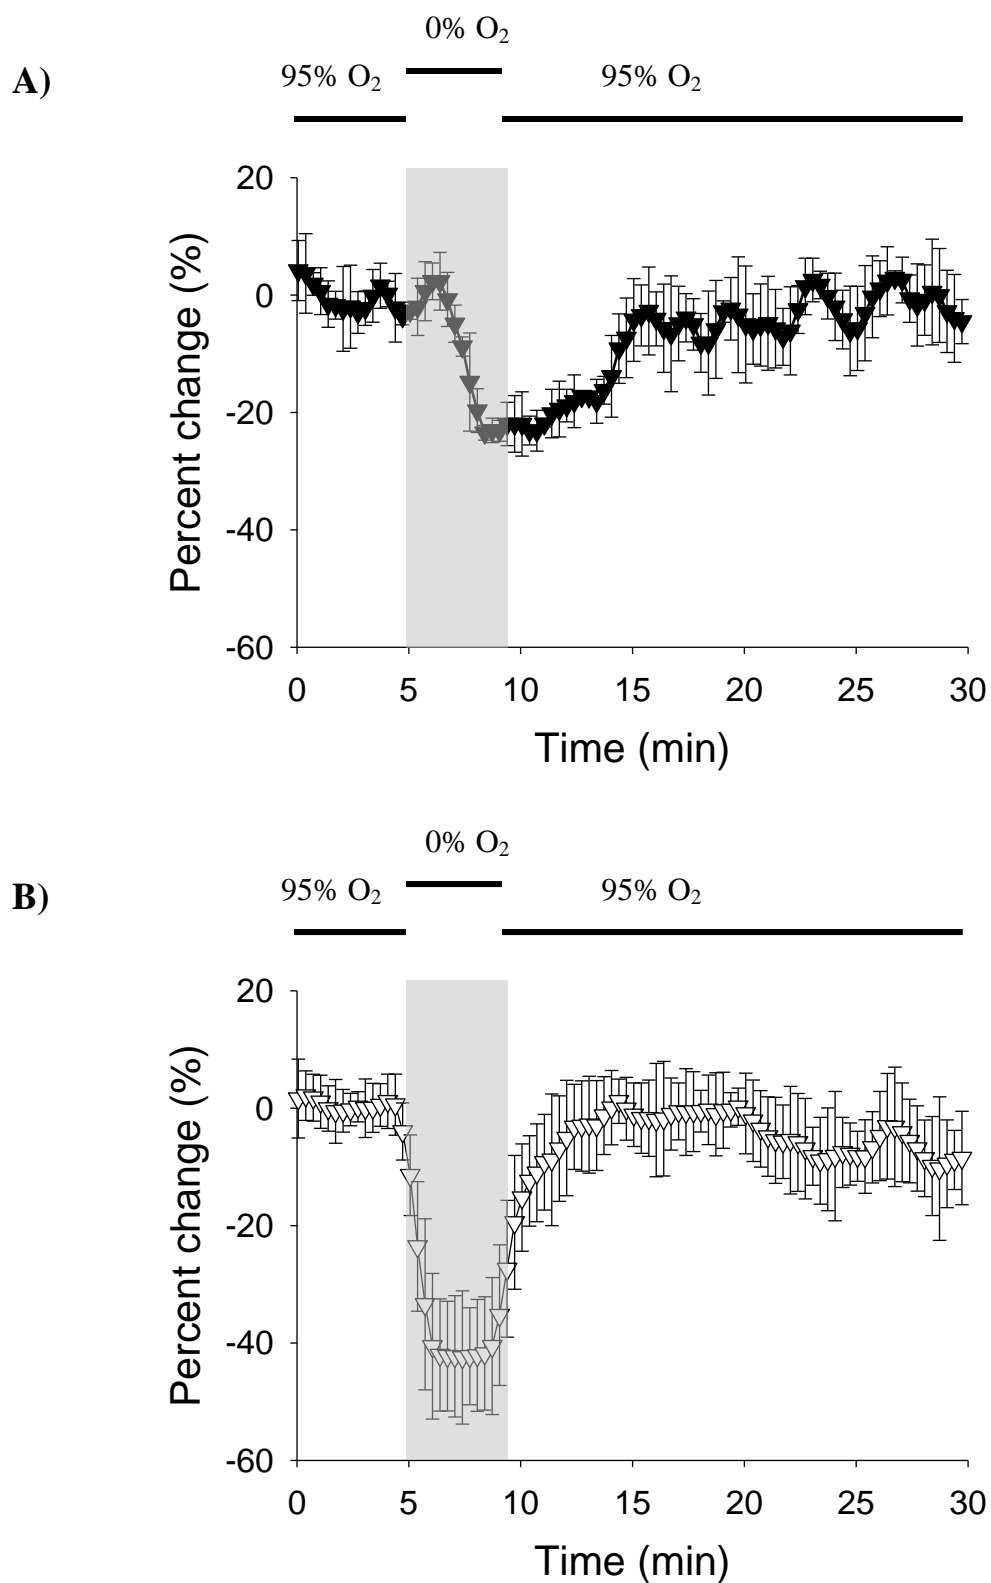 0% O₂
A)
95% O₂ 95% O₂
20
0
-20
-40
-60
Percent change (%)
0 5 10 15 20 25 30
Time (min)
0% O₂
B)
95% O₂ 95% O₂
20
0
-20
-40
-60
Percent change (%)
0 5 10 15 20 25 30
Time (min)